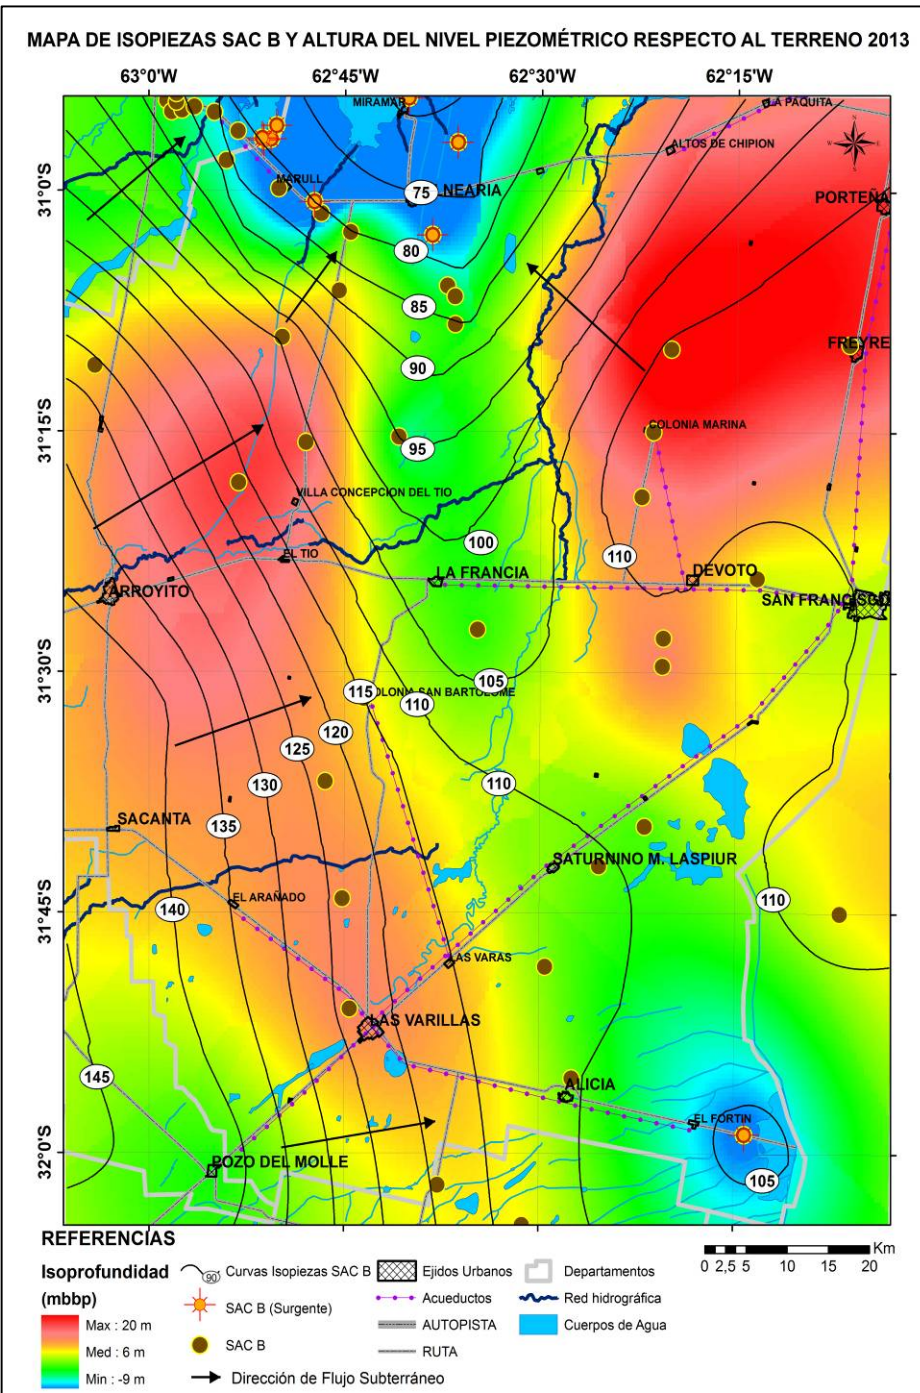 MAPA DE ISOPIEZAS SAC B Y ALTURA DEL NIVEL PIEZOMÉTRICO RESPECTO AL TERRENO 2013
63°0'W 62°45'W 62°30'W 62°15'W
MIRAMAR
LA PAQUITA
ALTOS DE CHIPION
MARULL
75
NEARIA
PORTEÑA
31°0'S
80
85
FREYRE
90
COLONIA MARINA
31°15'S
95
VILLA CONCEPCION DEL TIO
100
110
EL TIO
LA FRANCIA
DEVOTO
ARROYITO
SAN FRANCISCO
31°30'S
105
115
OLONIA SAN BARTOLOME
110
120
125
130
110
135
SACANTA
SATURNINO M. LASPIUR
EL ARAÑADO
140
110
31°45'S
LAS VARAS
LAS VARILLAS
145
ALICIA
EL FORTIN
32°0'S
POZO DEL MOLLE
105
REFERENCIAS
Isoprofundidad
(mbbp)
Max : 20 m
Med : 6 m
Min : -9 m
90
Curvas Isopiezas SAC B
SAC B (Surgente)
SAC B
Dirección de Flujo Subterráneo
Ejidos Urbanos
Acueductos
AUTOPISTA
RUTA
Departamentos
Red hidrográfica
Cuerpos de Agua
Km
0 2,5 5 10 15 20